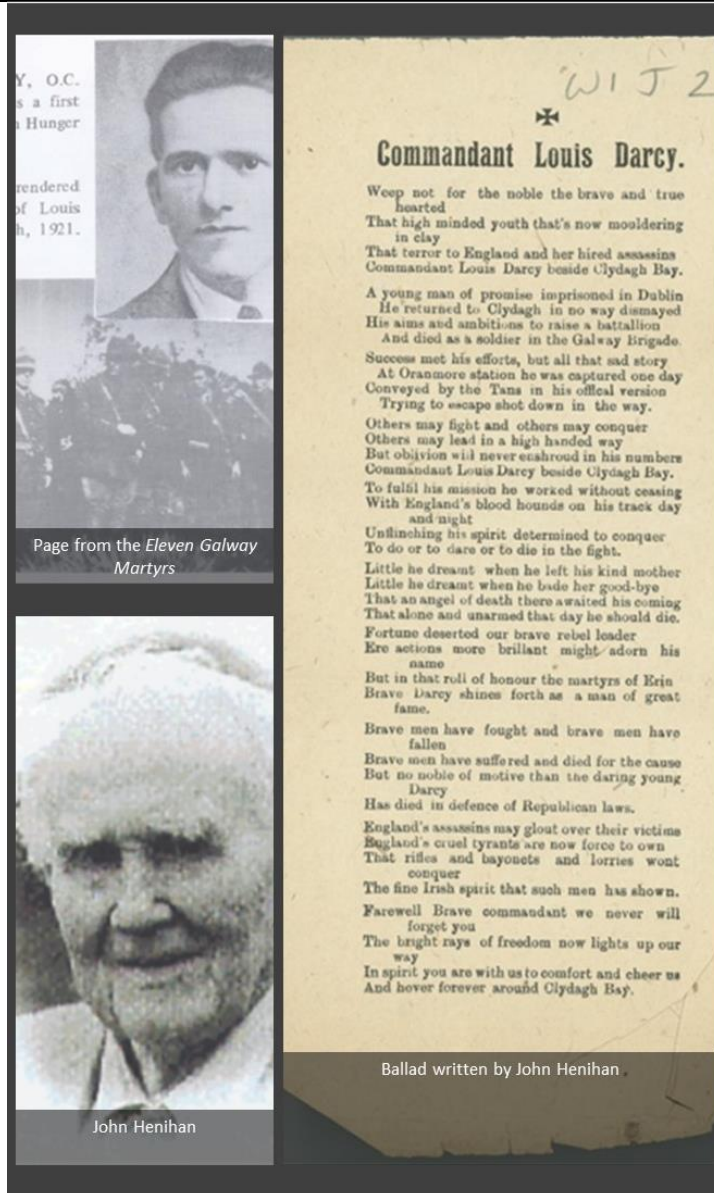 Y, O.C.
s a first
n Hunger
rendered
of Louis
h, 1921.
Page from the Eleven Galway
Martyrs
John Henihan
W1 J 2
Commandant Louis Darcy.
Weep not for the noble the brave and true
hearted
That high minded youth that's now mouldering
in clay
That terror to England and her hired assassins
Commandant Louis Darcy beside Clydagh Bay.
A young man of promise imprisoned in Dublin
He returned to Clydagh in no way dismayed
His aims and ambitions to raise a battallion
And died as a soldier in the Galway Brigade.
Success met his efforts, but all that sad story
At Oranmore station he was captured one day
Conveyed by the Tans in his offical version
Trying to escape shot down in the way.
Others may fight and others may conquer
Others may lead in a high handed way
But oblivion will never enshroud in his numbers
Commandant Louis Darcy beside Clydagh Bay.
To fulfil his mission he worked without ceasing
With England's blood hounds on his track day
and night
Unflinching his spirit determined to conquer
To do or to dare or to die in the fight.
Little he dreamt when he left his kind mother
Little he dreamt when he bade her good-bye
That an angel of death there awaited his coming
That alone and unarmed that day he should die.
Fortune deserted our brave rebel leader
Ere actions more brillant might adorn his
name
But in that roll of honour the martyrs of Erin
Brave Darcy shines forth as a man of great
fame.
Brave men have fought and brave men have
fallen
Brave men have suffered and died for the cause
But no noble of motive than the daring young
Darcy
Has died in defence of Republican laws.
England's assassins may glout over their victims
England's cruel tyrants are now force to own
That rifles and bayonets and lorries wont
conquer
The fine Irish spirit that such men has shown.
Farewell Brave commandant we never will
forget you
The bright rays of freedom now lights up our
way
In spirit you are with us to comfort and cheer us
And hover forever around Clydagh Bay.
Ballad written by John Henihan